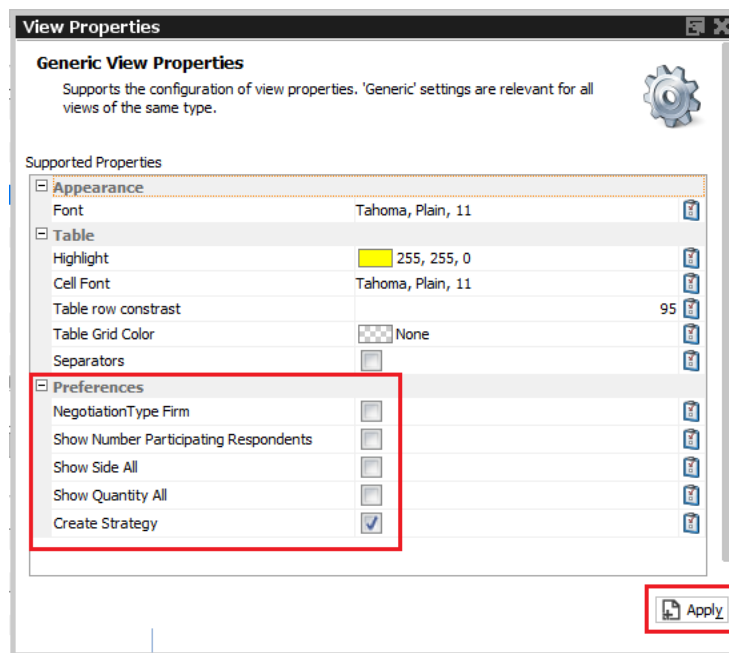 View Properties
Generic View Properties
Supports the configuration of view properties. 'Generic' settings are relevant for all
views of the same type.
Supported Properties
Appearance
Font Tahoma, Plain, 11
Table
Highlight 255, 255, 0
Cell Font Tahoma, Plain, 11
Table row constrast 95
Table Grid Color None
Separators
Preferences
NegotiationType Firm
Show Number Participating Respondents
Show Side All
Show Quantity All
Create Strategy
Apply